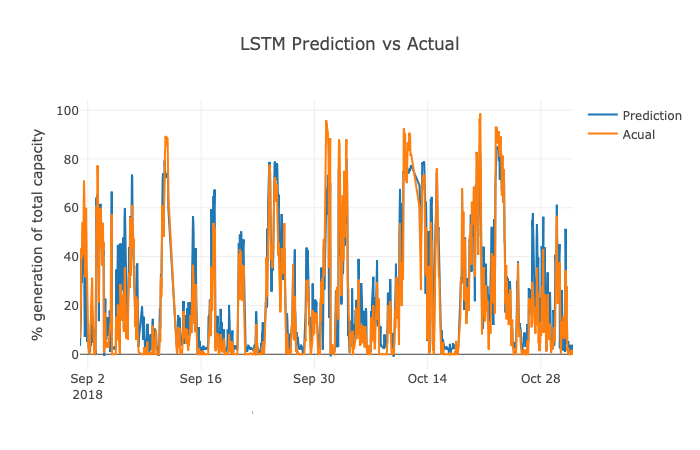 LSTM Prediction vs Actual
% generation of total capacity
100
80
60
40
20
0
Sep 2
2018
Sep 16
Sep 30
Oct 14
Oct 28
Prediction
Acual